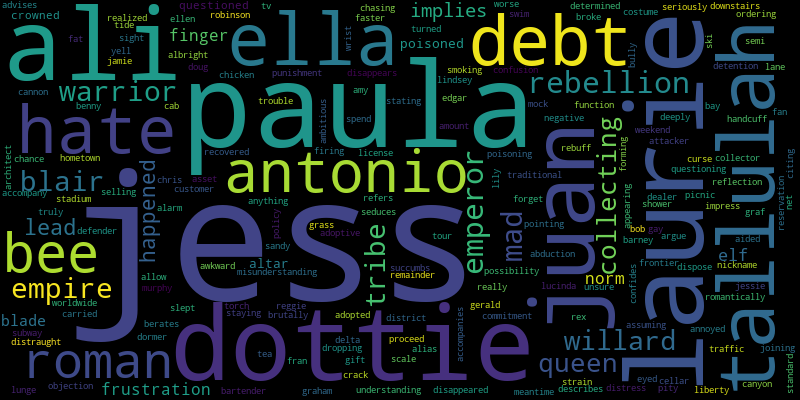 advises
crowned
realized
tide
ellen
sight
yell
jamie
robinson
questioned
finger
albright
tv
chasing
faster
wrist
turned
implies
poisoned
worse
swim
determined
broke
costume
seriously
downstairs
bully
ski
ordering
semi
ali
ella
debt
laurie
tallulah
fat
cannon
warrior
benny
cab
doug
chicken
punishment
disappears
lindsey
smoking
confusion
rebellion
detention
lane
hate
paula
trouble
amy
stating
edgar
mock
function
deeply
bay
fan
handcuff
architect
chance
hometown
recovered
ambitious
spend
amount
negative
weekend
attacker
firing
license
poisoning
rebuff
collecting
forming
curse
collector
questioning
reflection
citing
blair
happened
chris
asset
customer
antonio
emperor
lily
traditional
juan
accompany
selling
stadium
anything
refers
forget
dealer
picnic
shower
impress
reservation
net
truly
alarm
policy
grass
seduces
tour
mad
pointing
appearing
bob
gay
graf
lead
defender
jess
adoptive
tribe
barney
argue
aided
bee
sandy
awkward
succumbs
abduction
altar
misunderstanding
remainder
possibility
norm
confides
frontier
dispose
elf
nickname
empire
allow
murphy
really
lucinda
unsure
jessie
romantically
worldwide
carried
slept
torch
staying
reggie
brutally
adopted
district
gerald
commitment
rex
assuming
annoyed
blade
subway
distraught
berates
dormer
delta
dropping
proceed
alias
accompanies
willard
traffic
joining
roman
dottie
tea
fran
gift
scale
crack
queen
strain
eyed
cellar
standard
lunge
objection
frustration
bartender
graham
understanding
disappeared
meantime
describes
distress
pity
liberty
canyon